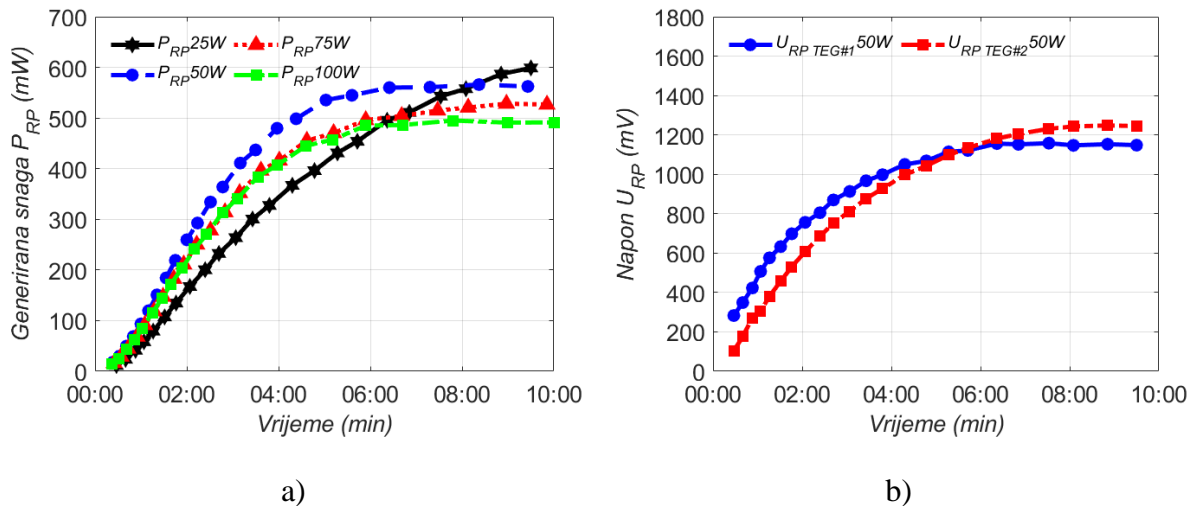 700
600
500
400
300
200
100
0
Generirana snaga P_RP (mW)
P_RP25W P_RP75W
P_RP50W P_RP100W
00:00 02:00 04:00 06:00 08:00 10:00
Vrijeme (min)
a)
1800
1600
1400
1200
1000
800
600
400
200
0
Napon U_RP (mV)
U_RP TEG#1 50W U_RP TEG#2 50W
00:00 02:00 04:00 06:00 08:00 10:00
Vrijeme (min)
b)